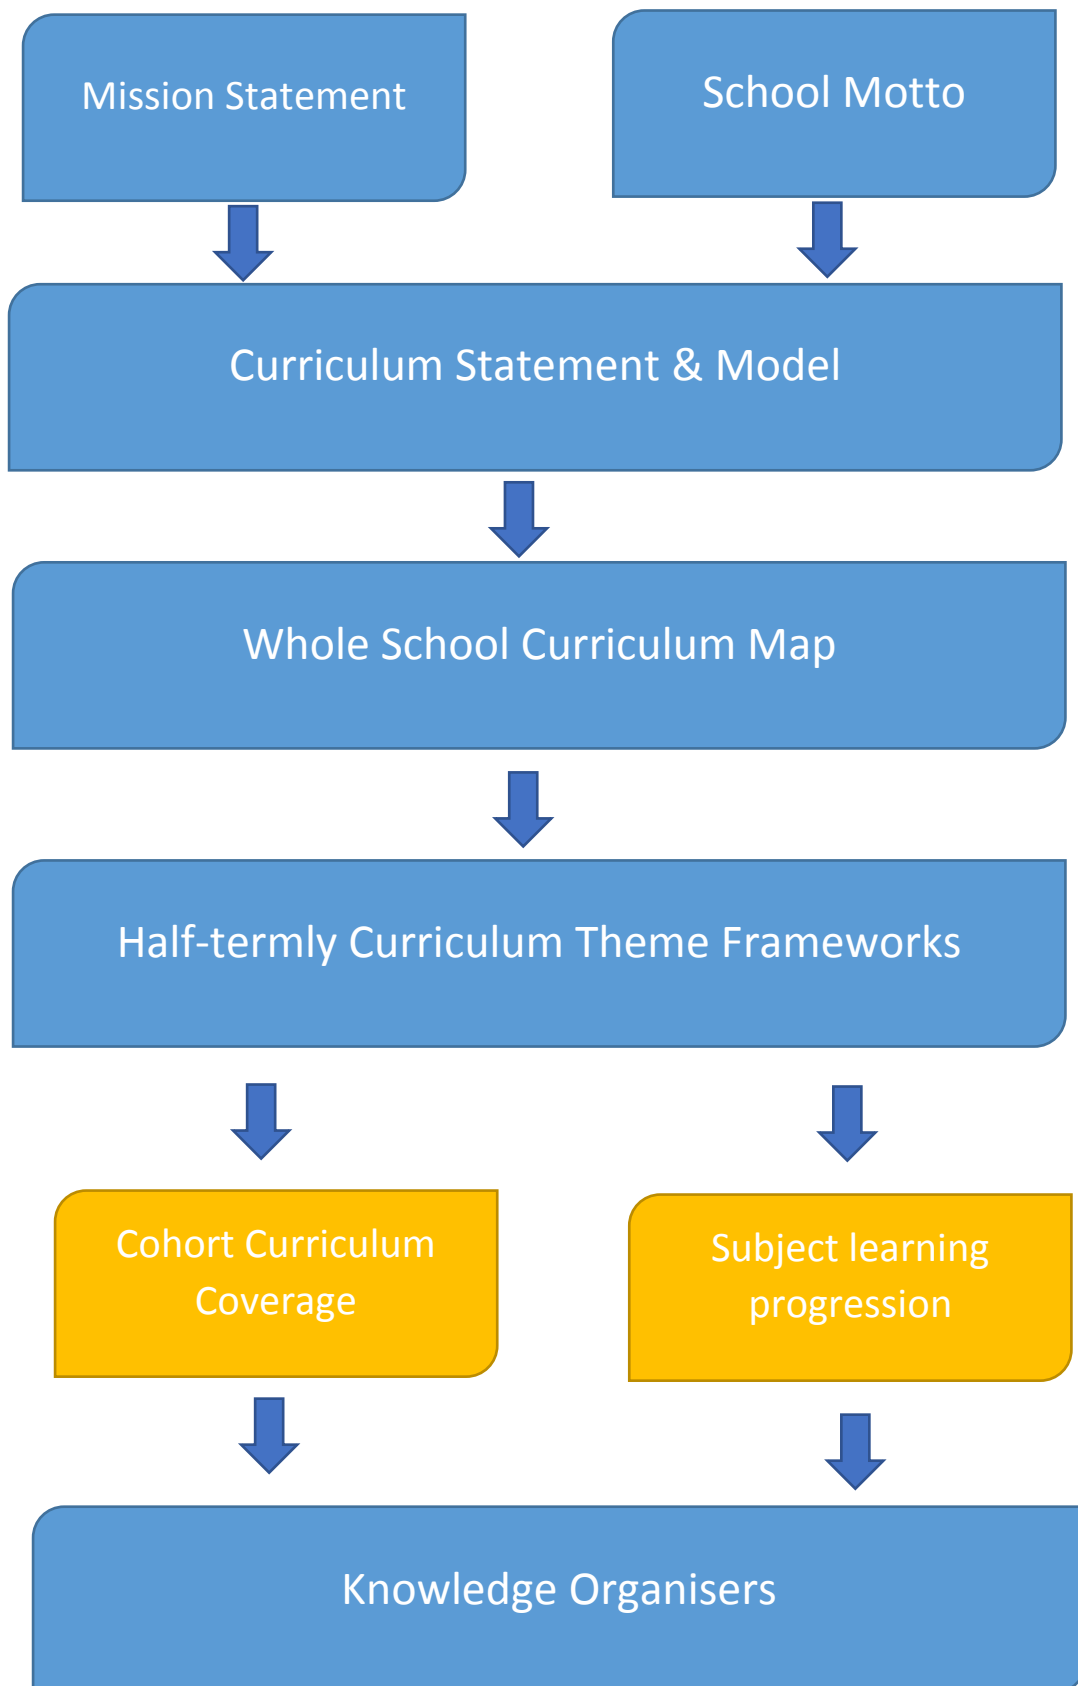 Mission Statement
School Motto
Curriculum Statement & Model
Whole School Curriculum Map
Half-termly Curriculum Theme Frameworks
Cohort Curriculum
Coverage
Subject learning
progression
Knowledge Organisers